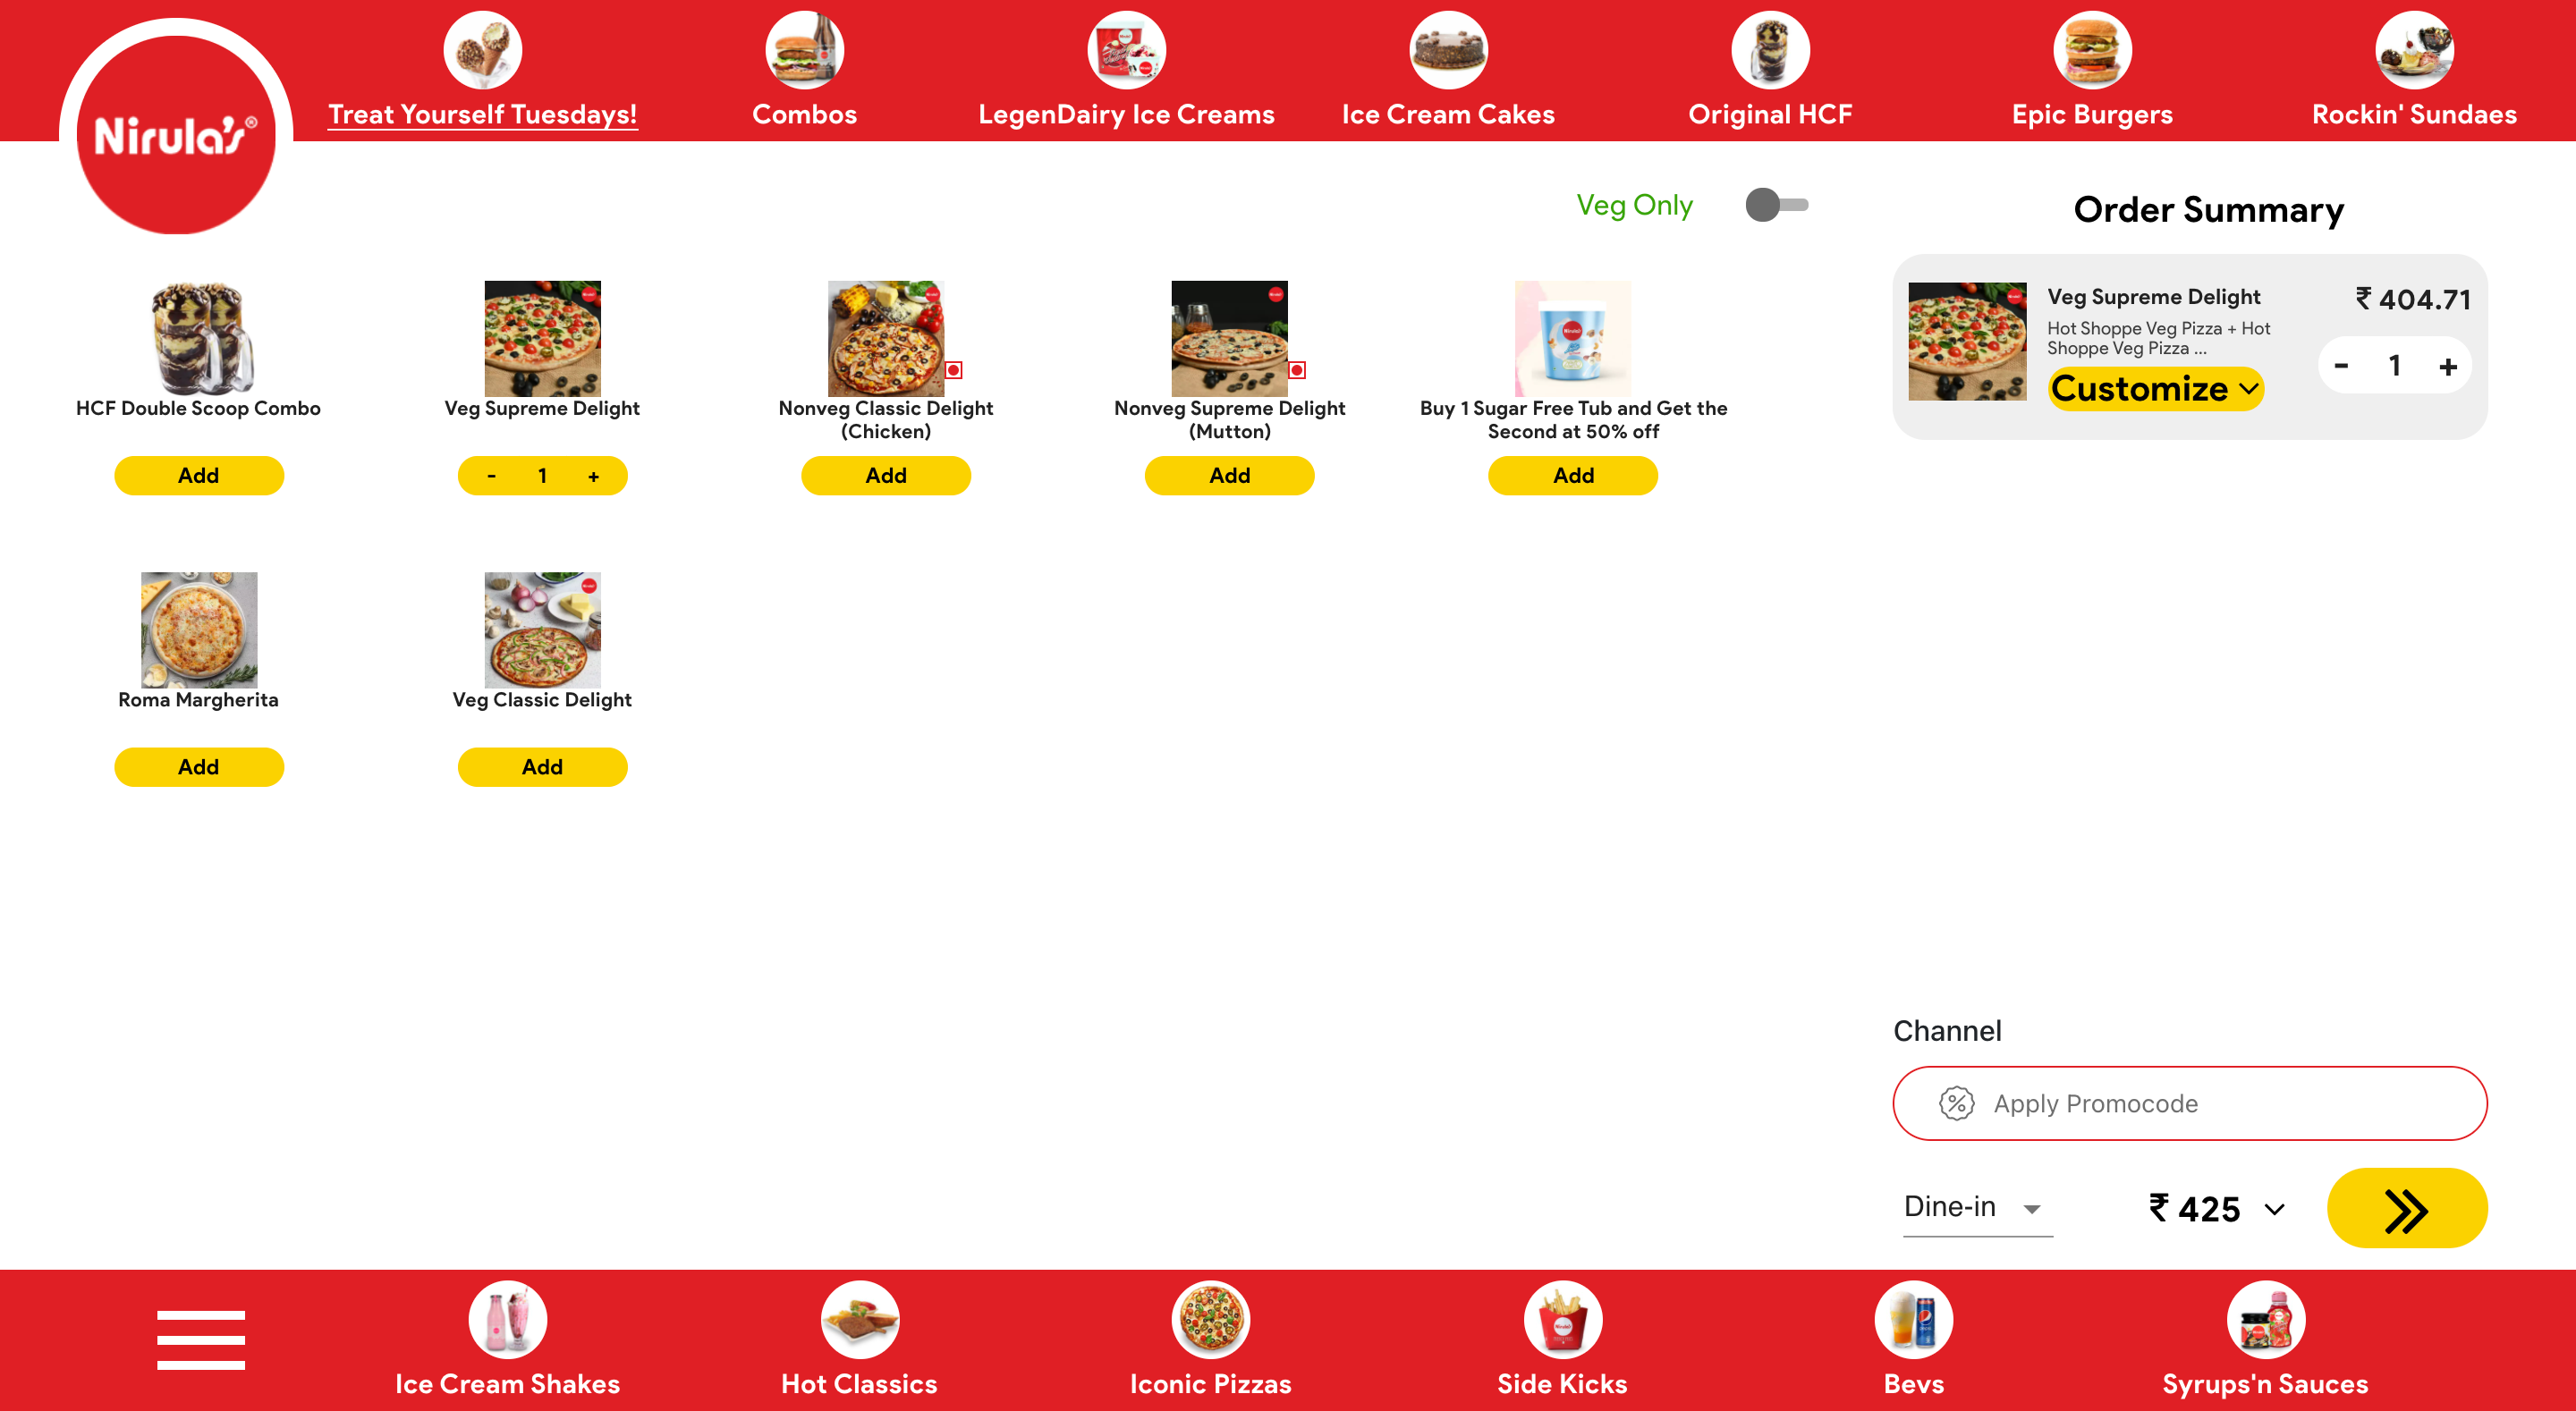 Nirula's®
Treat Yourself Tuesdays!
Combos
LegenDairy Ice Creams
Ice Cream Cakes
Original HCF
Epic Burgers
Rockin' Sundaes
Veg Only
HCF Double Scoop Combo
Add
Veg Supreme Delight
- 1 +
Nonveg Classic Delight
(Chicken)
Add
Nonveg Supreme Delight
(Mutton)
Add
Buy 1 Sugar Free Tub and Get the
Second at 50% off
Add
Roma Margherita
Add
Veg Classic Delight
Add
Order Summary
Veg Supreme Delight
₹ 404.71
Hot Shoppe Veg Pizza + Hot
Shoppe Veg Pizza ...
- 1 +
Customize
Channel
Apply Promocode
Dine-in
₹ 425
Ice Cream Shakes
Hot Classics
Iconic Pizzas
Side Kicks
Bevs
Syrups'n Sauces